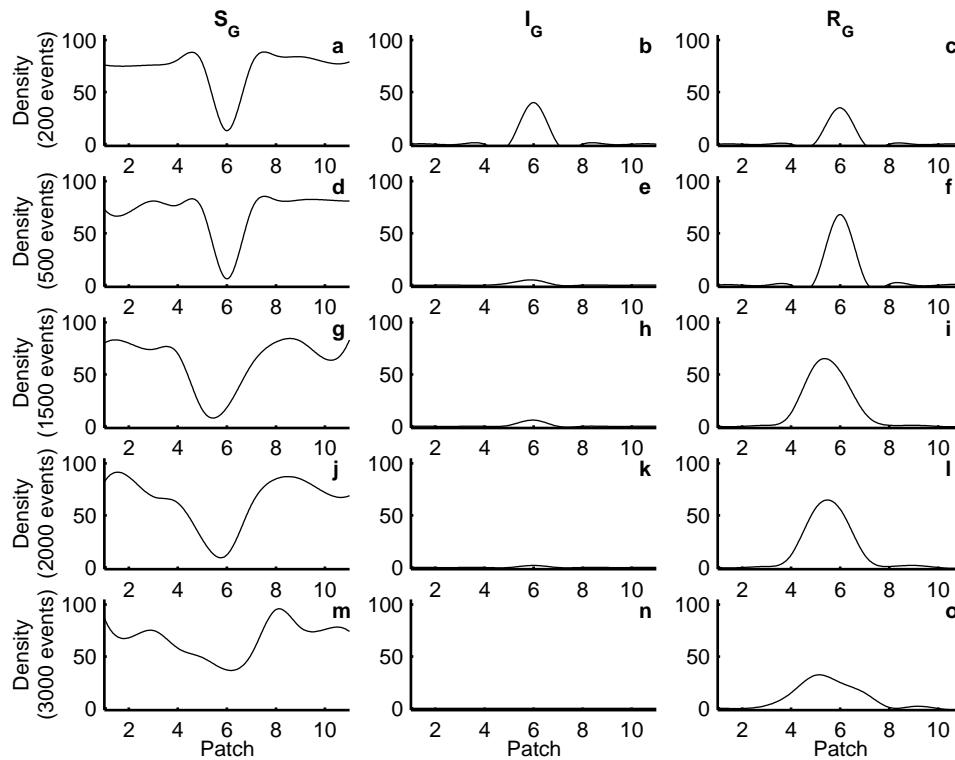 S_G I_G R_G
Density
(200 events)
100
50
0
2 4 6 8 10
a
100
50
0
2 4 6 8 10
b
100
50
0
2 4 6 8 10
c
Density
(500 events)
100
50
0
2 4 6 8 10
d
100
50
0
2 4 6 8 10
e
100
50
0
2 4 6 8 10
f
Density
(1500 events)
100
50
0
2 4 6 8 10
g
100
50
0
2 4 6 8 10
h
100
50
0
2 4 6 8 10
i
Density
(2000 events)
100
50
0
2 4 6 8 10
j
100
50
0
2 4 6 8 10
k
100
50
0
2 4 6 8 10
l
Density
(3000 events)
100
50
0
2 4 6 8 10
Patch
m
100
50
0
2 4 6 8 10
Patch
n
100
50
0
2 4 6 8 10
Patch
o